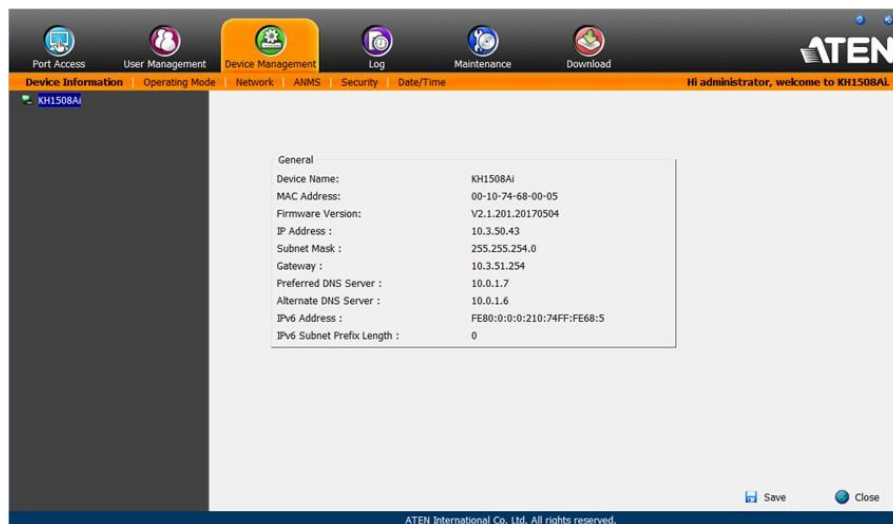 ATEN
Port Access User Management Device Management Log Maintenance Download
Device Information Operating Mode Network ANMS Security Date/Time Hi administrator, welcome to KH1508Ai.
KH1508Ai
General
Device Name: KH1508Ai
MAC Address: 00-10-74-68-00-05
Firmware Version: V2.1.201.20170504
IP Address : 10.3.50.43
Subnet Mask : 255.255.254.0
Gateway : 10.3.51.254
Preferred DNS Server : 10.0.1.7
Alternate DNS Server : 10.0.1.6
IPv6 Address : FE80:0:0:0:210:74FF:FE68:5
IPv6 Subnet Prefix Length : 0
Save Close
ATEN International Co. Ltd. All rights reserved.